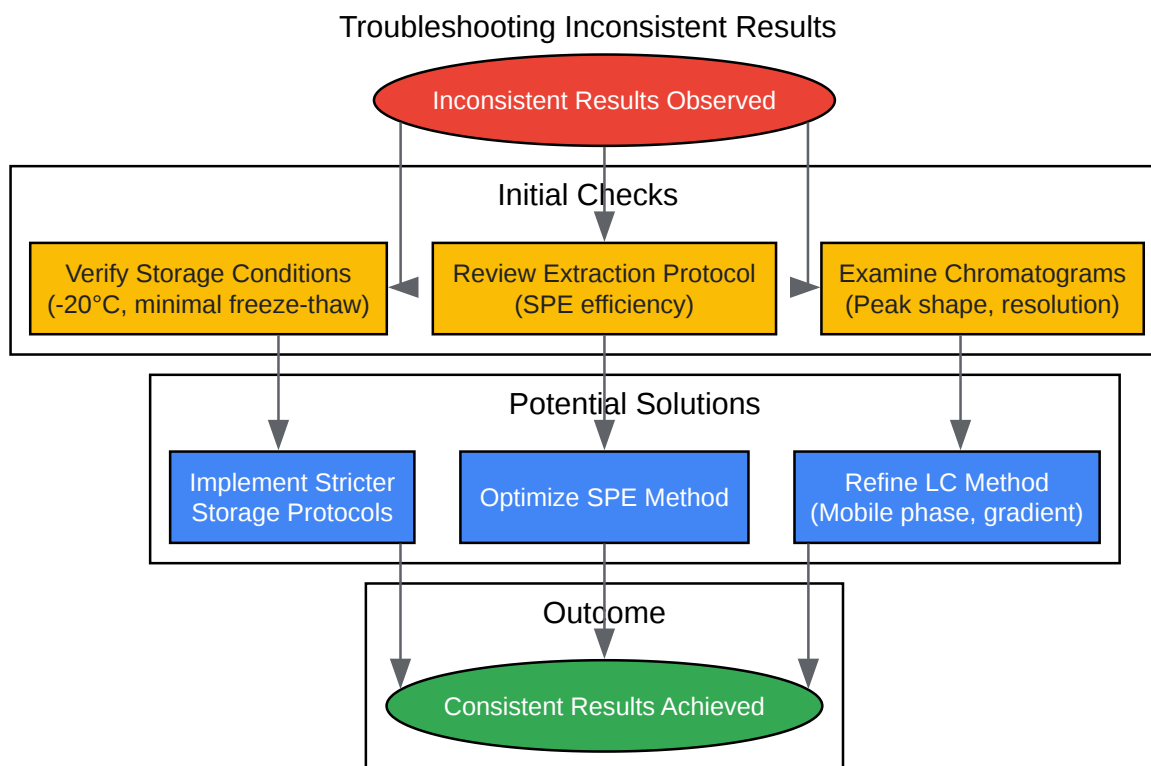 Troubleshooting Inconsistent Results
Inconsistent Results Observed
Initial Checks
Verify Storage Conditions
(-20°C, minimal freeze-thaw)
Review Extraction Protocol
(SPE efficiency)
Examine Chromatograms
(Peak shape, resolution)
Potential Solutions
Implement Stricter
Storage Protocols
Optimize SPE Method
Refine LC Method
(Mobile phase, gradient)
Outcome
Consistent Results Achieved